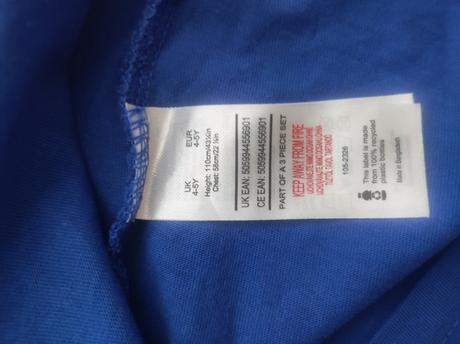 UK
4-5Y
EUR
4-5Y
Height: 110cm/43¼in
Chest: 56cm/22 ⅛in
UK EAN: 5059944556901
CE EAN: 5059944556901
PART OF A 3 PIECE SET
KEEP AWAY FROM FIRE
105-2326
This label is made
from 100% recycled
plastic bottles
Made in Bangladesh